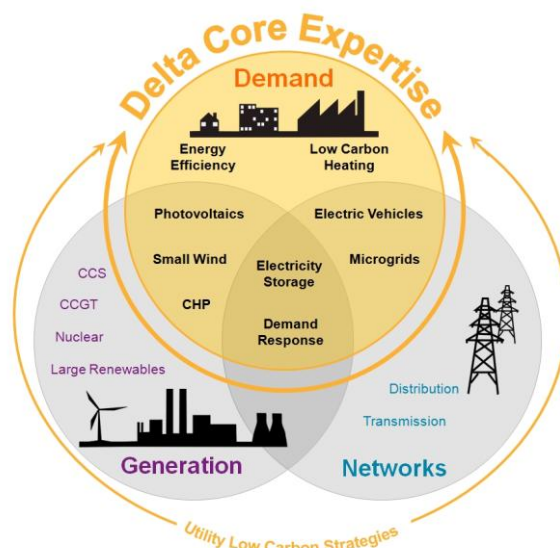 Delta Core Expertise
Demand
Energy
Efficiency
Low Carbon
Heating
Photovoltaics
Electric Vehicles
Small Wind
Electricity
Storage
Microgrids
CHP
Demand
Response
CCS
CCGT
Nuclear
Large Renewables
Distribution
Transmission
Generation
Networks
Utility Low Carbon Strategies